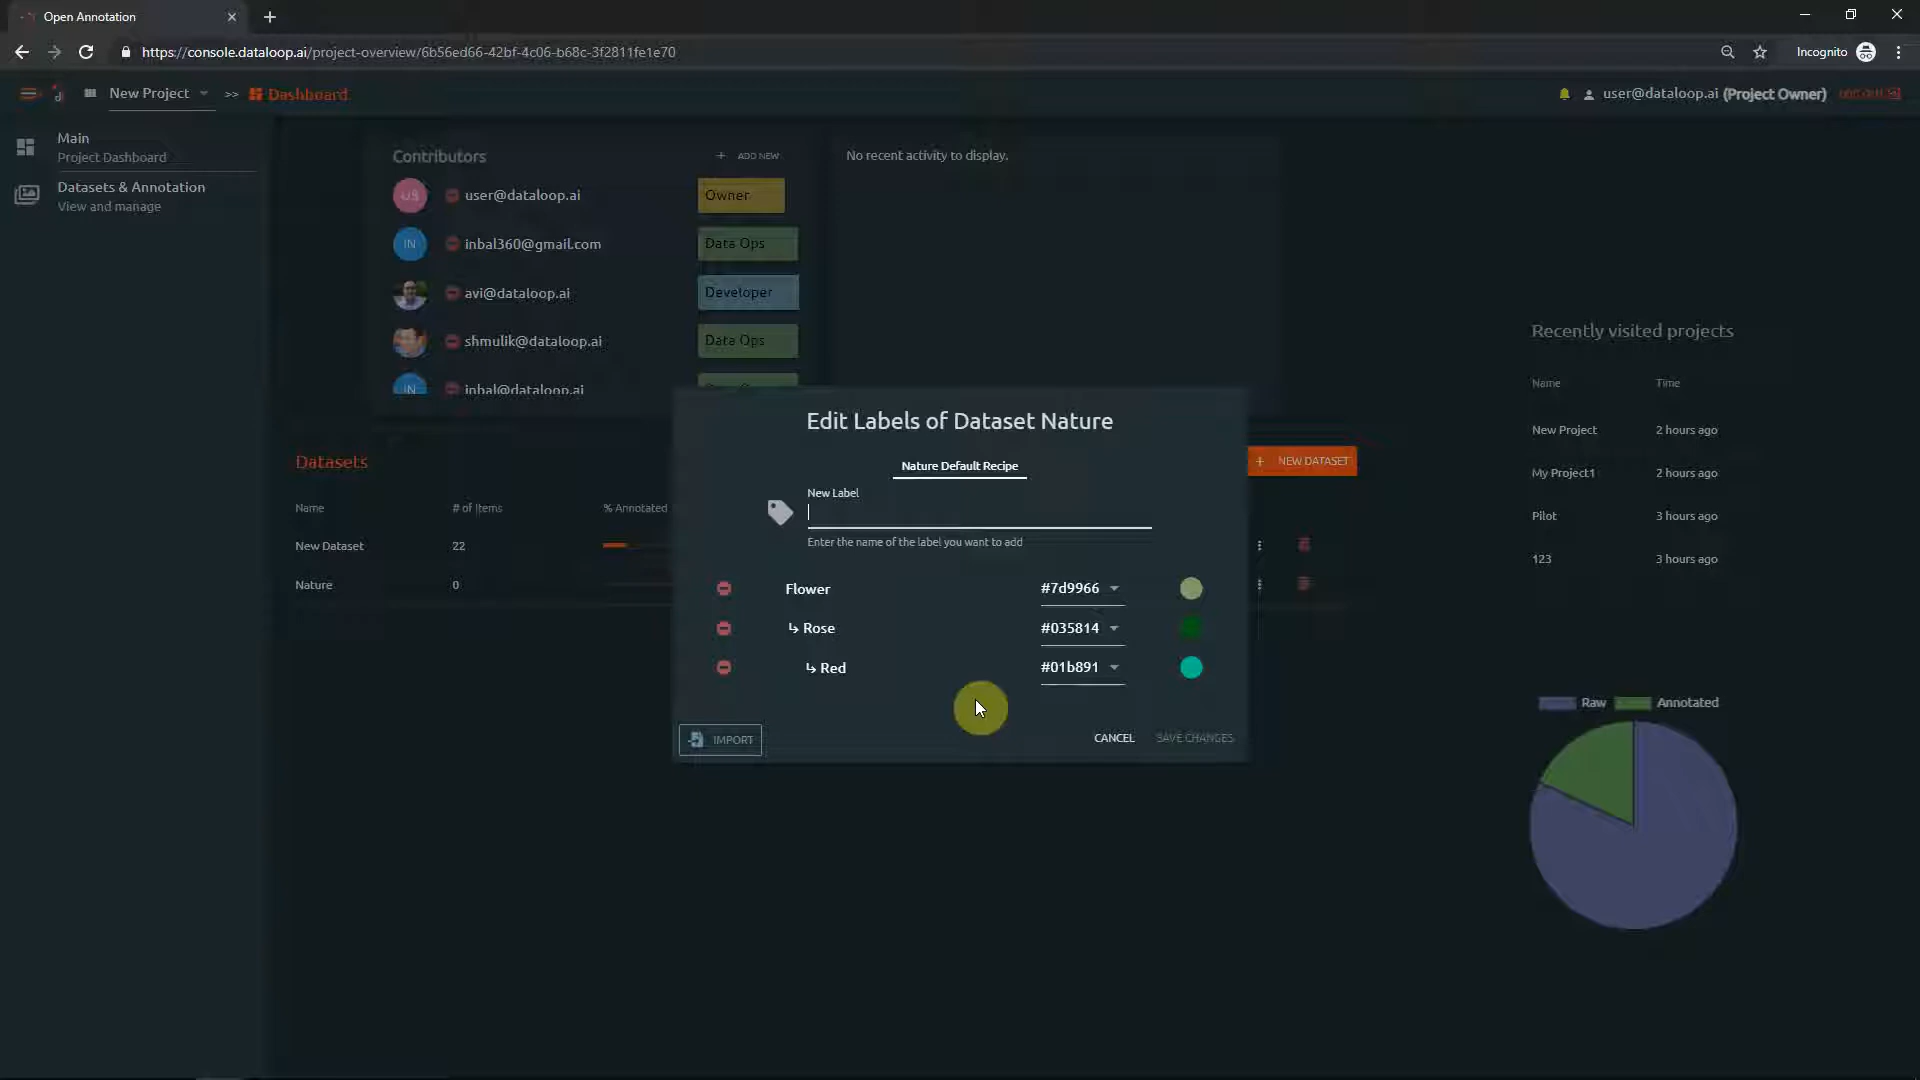 Open Annotation
https://console.dataloop.ai/project-overview/6b56ed66-42bf-4c06-b68c-3f2811fe1e70
Incognito
New Project >> Dashboard
user@dataloop.ai (Project Owner)
Main
Project Dashboard
Datasets & Annotation
View and manage
Contributors
+ ADD NEW
US user@dataloop.ai Owner
IN inbal360@gmail.com Data Ops
avi@dataloop.ai Developer
shmulik@dataloop.ai Data Ops
IN inbal@dataloop.ai
No recent activity to display.
Recently visited projects
Name Time
New Project 2 hours ago
My Project1 2 hours ago
Pilot 3 hours ago
123 3 hours ago
Datasets
+ NEW DATASET
Name # of Items % Annotated
New Dataset 22
Nature 0
Edit Labels of Dataset Nature
Nature Default Recipe
New Label
Enter the name of the label you want to add
Flower #7d9966
↳ Rose #035814
↳ Red #01b891
IMPORT
CANCEL SAVE CHANGES
Raw Annotated